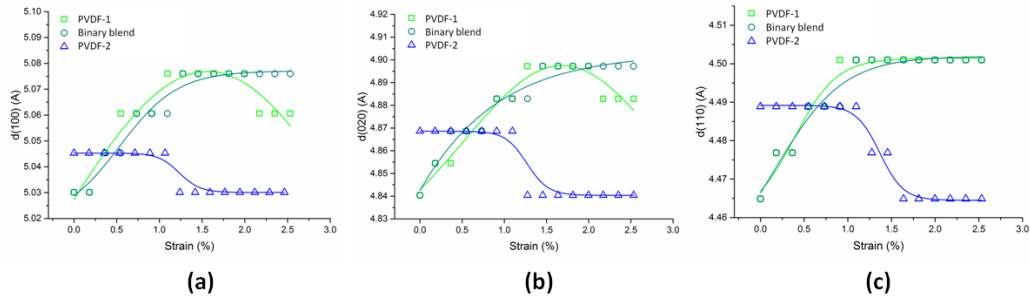 5.10
5.09
5.08
5.07
5.06
5.05
5.04
5.03
5.02
d(100) (A)
PVDF-1
Binary blend
PVDF-2
0.0 0.5 1.0 1.5 2.0 2.5 3.0
Strain (%)
(a)
4.92
4.91
4.90
4.89
4.88
4.87
4.86
4.85
4.84
4.83
d(020) (A)
PVDF-1
Binary blend
PVDF-2
0.0 0.5 1.0 1.5 2.0 2.5 3.0
Strain (%)
(b)
4.51
4.50
4.49
4.48
4.47
4.46
d(110) (A)
PVDF-1
Binary blend
PVDF-2
0.0 0.5 1.0 1.5 2.0 2.5 3.0
Strain (%)
(c)